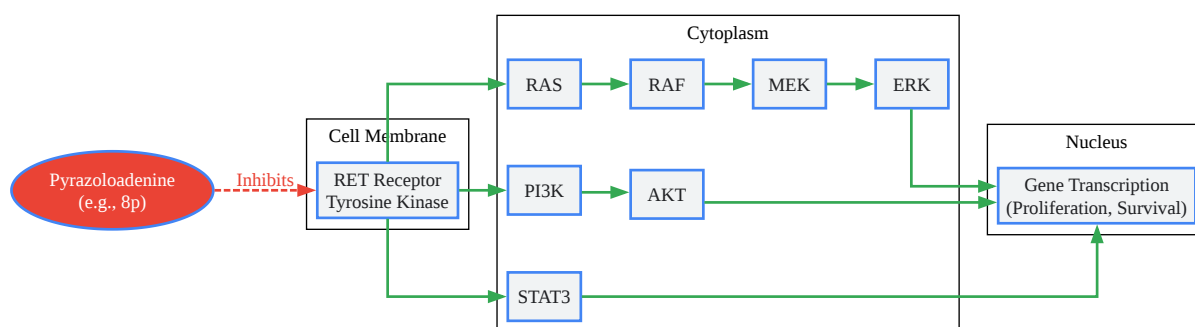 Cytoplasm
RAS
RAF
MEK
ERK
Cell Membrane
Nucleus
Pyrazoloadenine
(e.g., 8p)
Inhibits
RET Receptor
Tyrosine Kinase
PI3K
AKT
Gene Transcription
(Proliferation, Survival)
STAT3